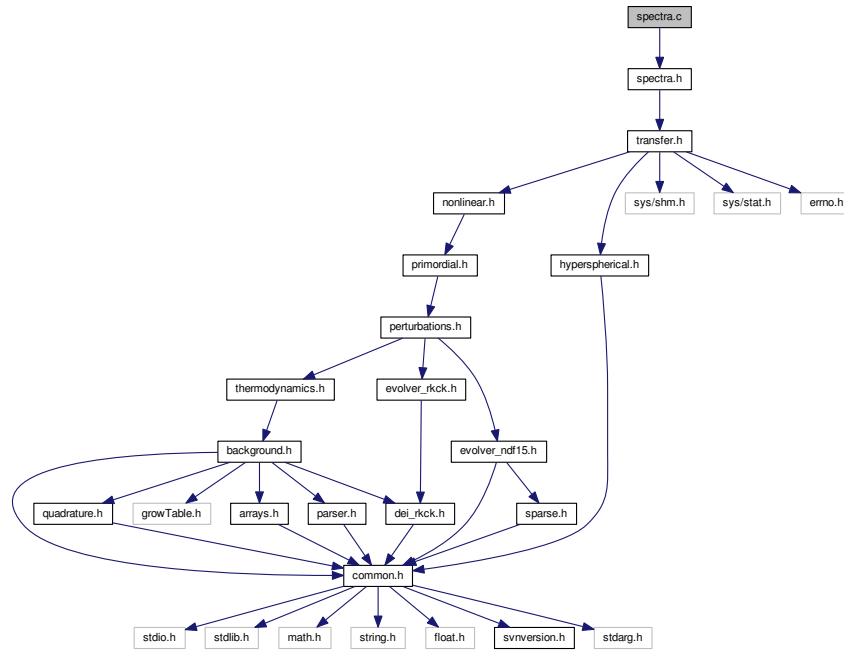 spectra.c
spectra.h
transfer.h
nonlinear.h
sys/shm.h
sys/stat.h
errno.h
primordial.h
hyperspherical.h
perturbations.h
thermodynamics.h
evolver_rkck.h
background.h
evolver_ndf15.h
quadrature.h
growTable.h
arrays.h
parser.h
dei_rkck.h
sparse.h
common.h
stdio.h
stdlib.h
math.h
string.h
float.h
svnversion.h
stdarg.h